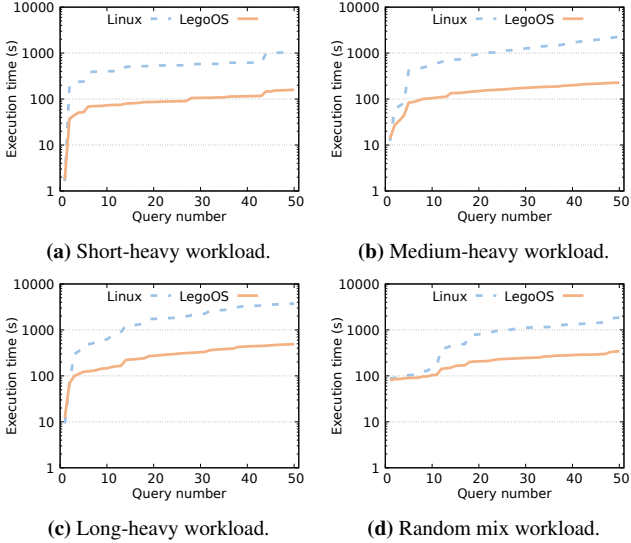 Linux LegoOS
Execution time (s)
10000
1000
100
10
1
0 10 20 30 40 50
Query number
(a) Short-heavy workload.
Linux LegoOS
Execution time (s)
10000
1000
100
10
1
0 10 20 30 40 50
Query number
(b) Medium-heavy workload.
Linux LegoOS
Execution time (s)
10000
1000
100
10
1
0 10 20 30 40 50
Query number
(c) Long-heavy workload.
Linux LegoOS
Execution time (s)
10000
1000
100
10
1
0 10 20 30 40 50
Query number
(d) Random mix workload.